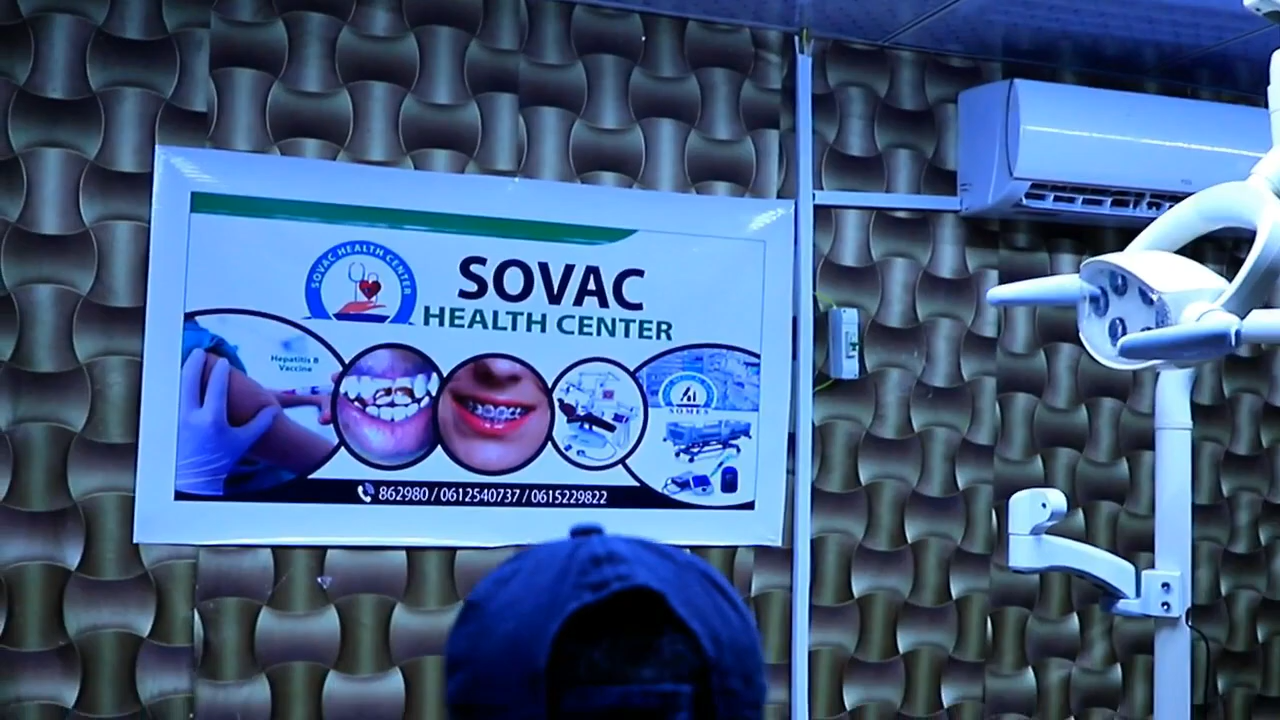 SOVAC HEALTH CENTER
SOVAC
HEALTH CENTER
Hepatitis B
Vaccine
SOMES
862980 / 0612540737 / 0615229822